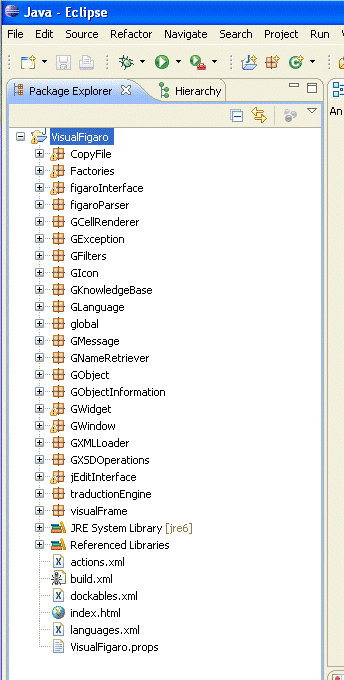 Java - Eclipse
File Edit Source Refactor Navigate Search Project Run
Package Explorer Hierarchy
An
VisualFigaro
CopyFile
Factories
figaroInterface
figaroParser
GCellRenderer
GException
GFilters
GIcon
GKnowledgeBase
GLanguage
global
GMessage
GNameRetriever
GObject
GObjectInformation
GWidget
GWindow
GXMLLoader
GXSDOperations
jEditInterface
traductionEngine
visualFrame
JRE System Library [jre6]
Referenced Libraries
actions.xml
build.xml
dockables.xml
index.html
languages.xml
VisualFigaro.props